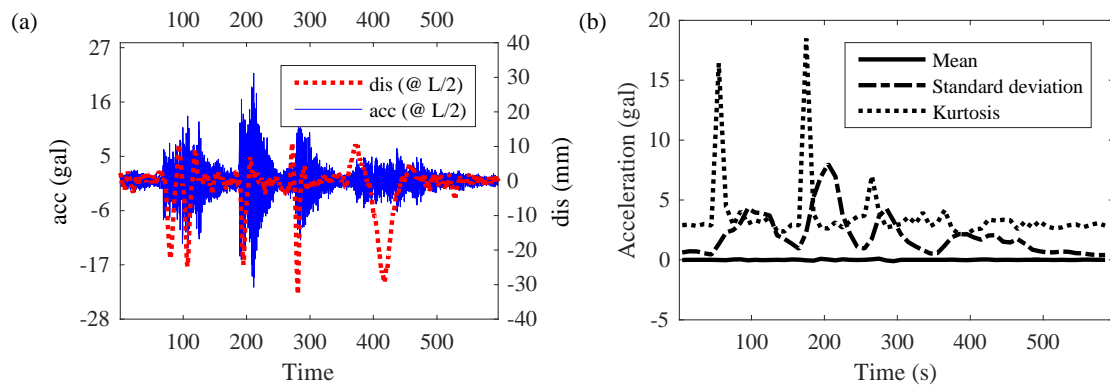 (a)
100 200 300 400 500
27
16
5
-6
-17
-28
acc (gal)
40
30
20
10
0
-10
-20
-30
-40
dis (mm)
dis (@ L/2)
acc (@ L/2)
100 200 300 400 500
Time
(b)
20
15
10
5
0
-5
Acceleration (gal)
Mean
Standard deviation
Kurtosis
100 200 300 400 500
Time (s)